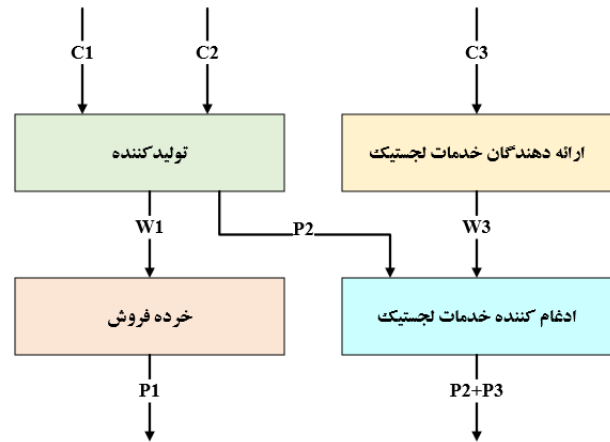 C1
C2
C3
تولیدکننده
ارائه دهندگان خدمات لجستیک
W1
P2
W3
خرده فروش
ادغام کننده خدمات لجستیک
P1
P2+P3